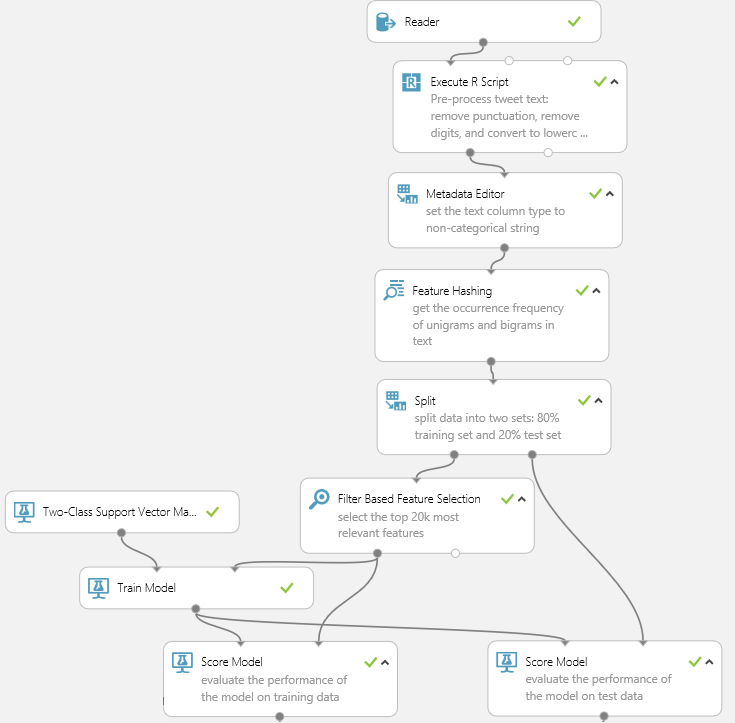 Reader
Execute R Script
Pre-process tweet text:
remove punctuation, remove
digits, and convert to lowerc ...
Metadata Editor
set the text column type to
non-categorical string
Feature Hashing
get the occurrence frequency
of unigrams and bigrams in
text
Split
split data into two sets: 80%
training set and 20% test set
Filter Based Feature Selection
select the top 20k most
relevant features
Two-Class Support Vector Ma...
Train Model
Score Model
evaluate the performance of
the model on training data
Score Model
evaluate the performance of
the model on test data